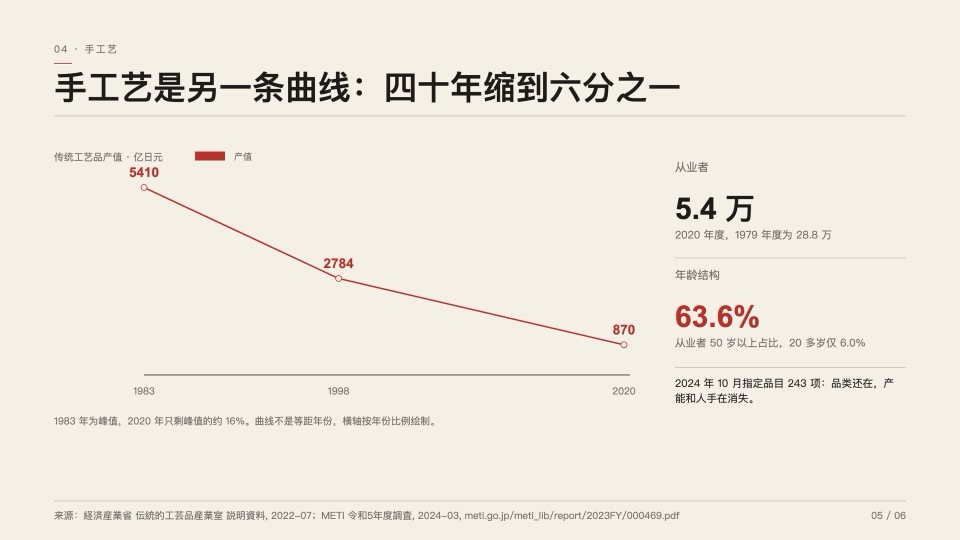 04 · 手工艺
手工艺是另一条曲线：四十年缩到六分之一
传统工艺品产值 · 亿日元
产值
5410
2784
870
1983
1998
2020
1983 年为峰值，2020 年只剩峰值的约 16%。曲线不是等距年份，横轴按年份比例绘制。
从业者
5.4 万
2020 年度，1979 年度为 28.8 万
年龄结构
63.6%
从业者 50 岁以上占比，20 多岁仅 6.0%
2024 年 10 月指定品目 243 项：品类还在，产
能和人手在消失。
来源：経済産業省 伝統的工芸品産業室 説明資料, 2022-07；METI 令和5年度調査, 2024-03, meti.go.jp/meti_lib/report/2023FY/000469.pdf
05 / 06